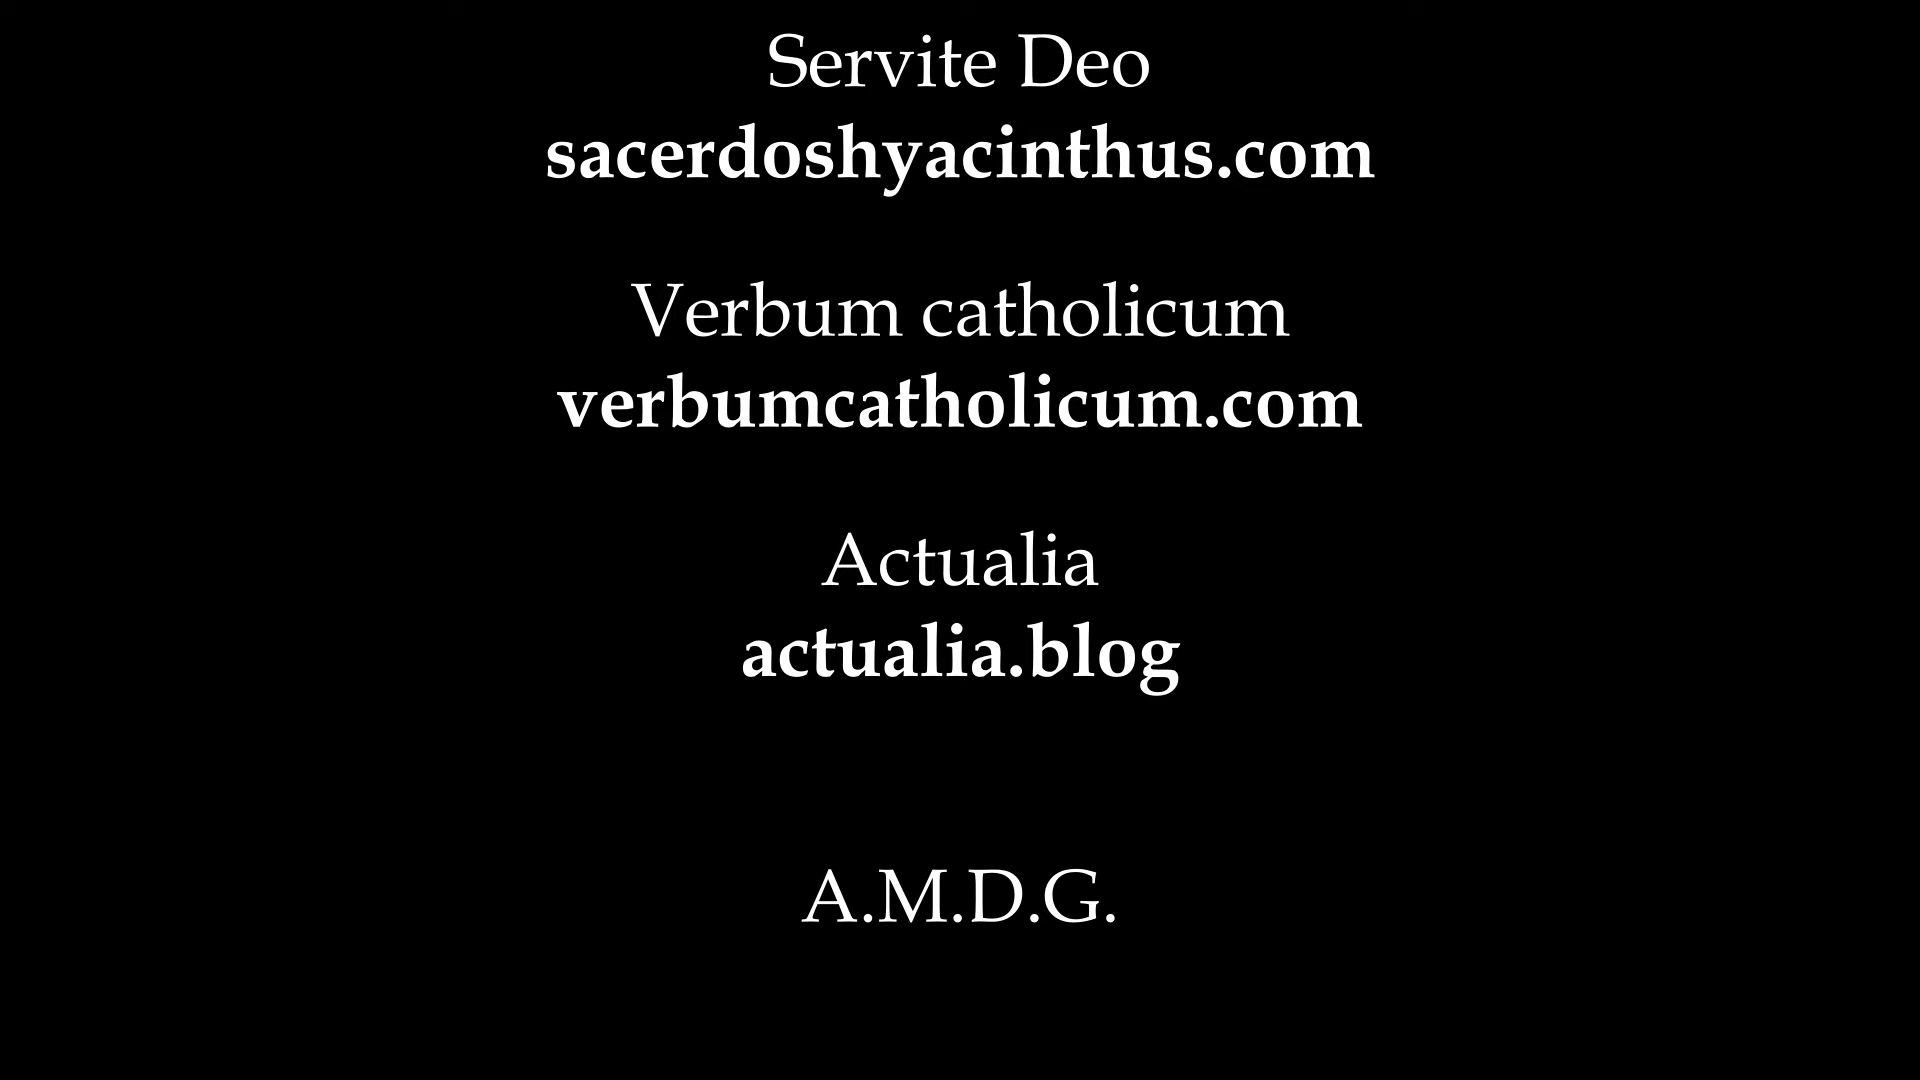 Servite Deo
sacerdoshyacinthus.com
Verbum catholicum
verbumcatholicum.com
Actualia
actualia.blog
A.M.D.G.